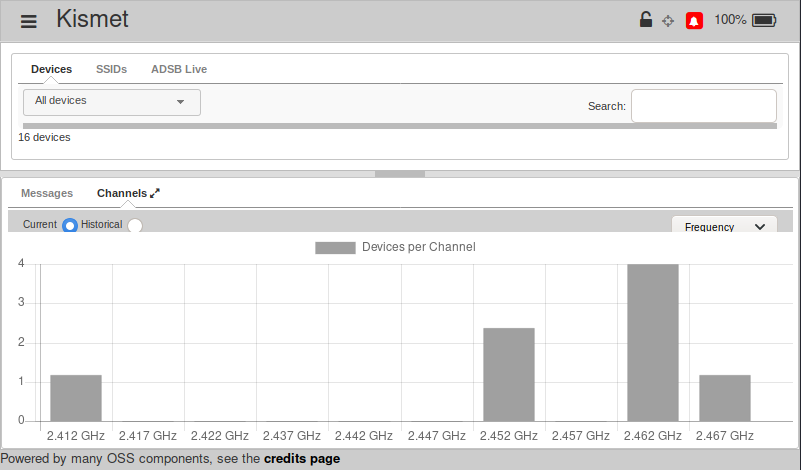 Kismet
100%
Devices SSIDs ADSB Live
All devices
Search:
16 devices
Messages Channels
Current Historical
Frequency
Devices per Channel
4
3
2
1
0
2.412 GHz 2.417 GHz 2.422 GHz 2.437 GHz 2.442 GHz 2.447 GHz 2.452 GHz 2.457 GHz 2.462 GHz 2.467 GHz
Powered by many OSS components, see the credits page